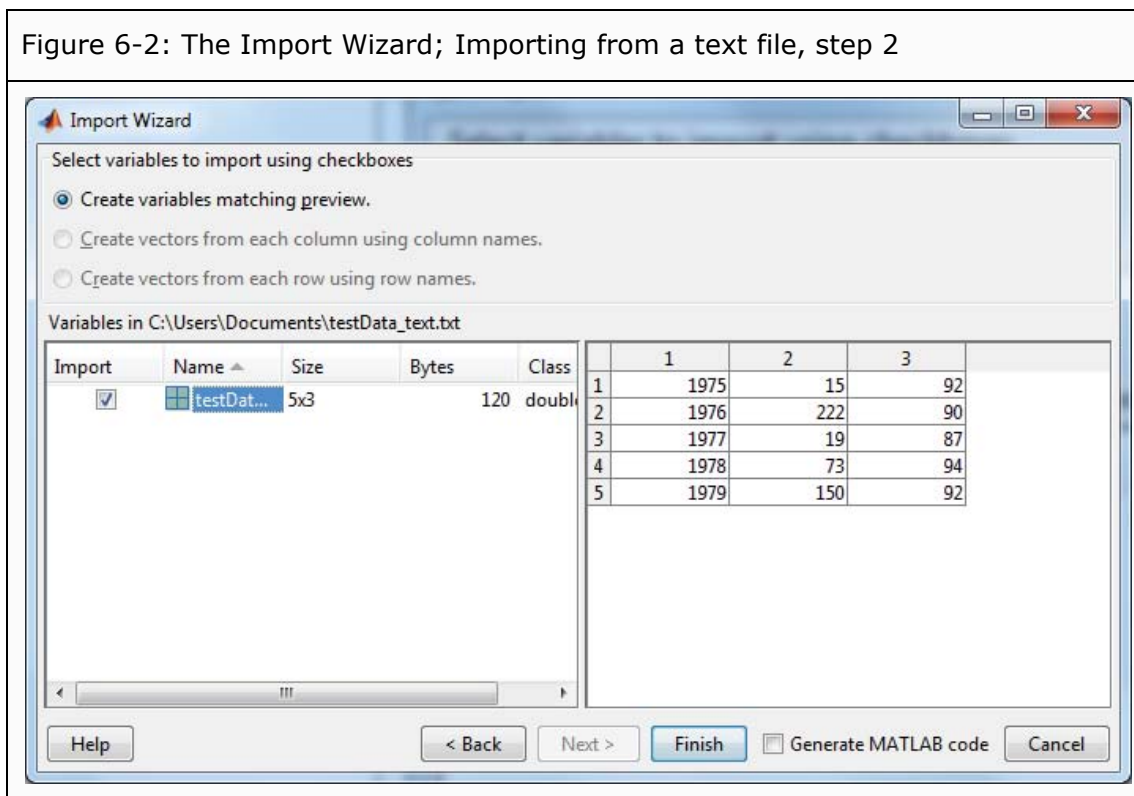 Figure 6-2: The Import Wizard; Importing from a text file, step 2
Import Wizard
Select variables to import using checkboxes
Create variables matching preview.
Create vectors from each column using column names.
Create vectors from each row using row names.
Variables in C:\Users\Documents\testData_text.txt
Import Name Size Bytes Class
testDat... 5x3 120 double
1 2 3
1 1975 15 92
2 1976 222 90
3 1977 19 87
4 1978 73 94
5 1979 150 92
Help < Back Next > Finish Generate MATLAB code Cancel